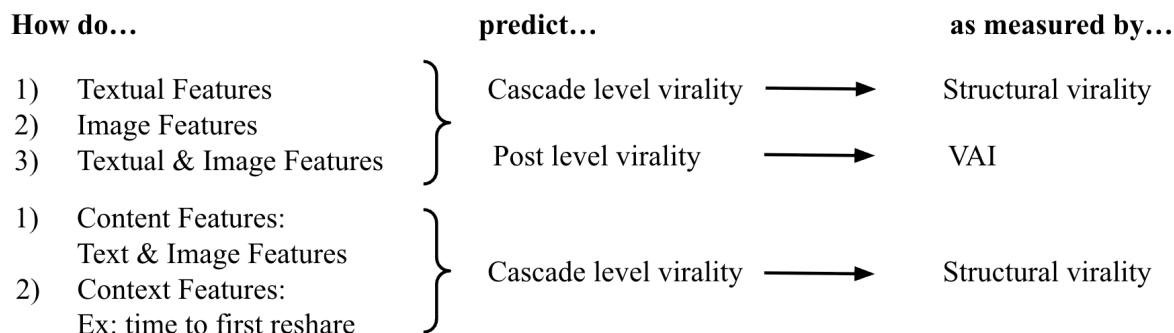 How do… predict… as measured by…
1) Textual Features
2) Image Features
3) Textual & Image Features
Cascade level virality Structural virality
Post level virality VAI
1) Content Features:
Text & Image Features
2) Context Features:
Ex: time to first reshare
Cascade level virality Structural virality